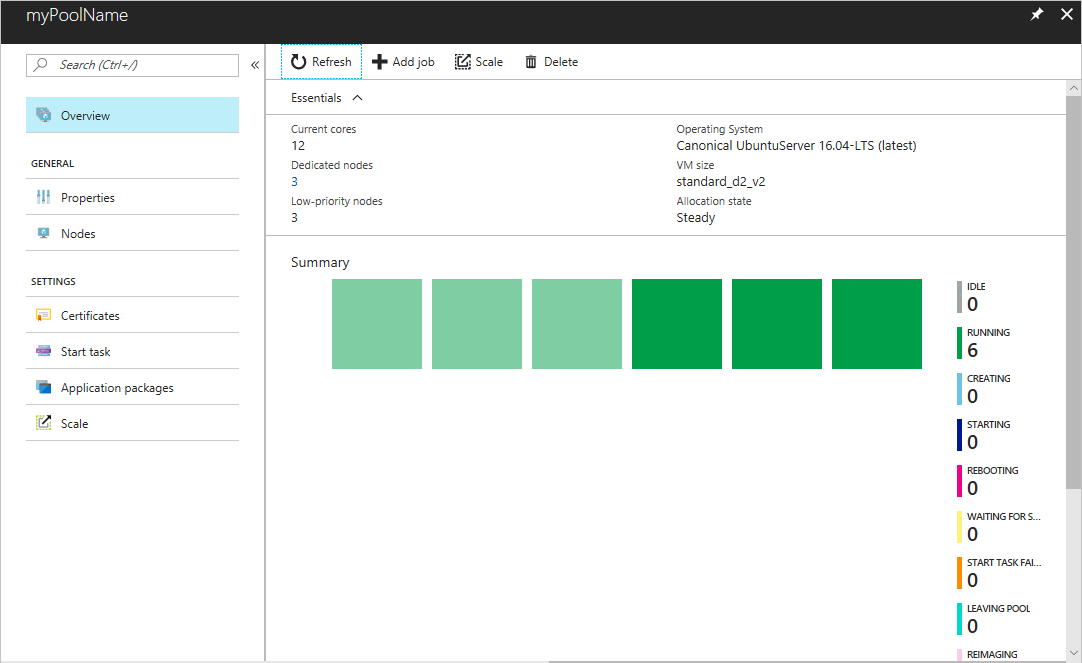 myPoolName
Search (Ctrl+/)
«
Overview
GENERAL
Properties
Nodes
SETTINGS
Certificates
Start task
Application packages
Scale
Refresh
Add job
Scale
Delete
Essentials
Current cores
12
Dedicated nodes
3
Low-priority nodes
3
Operating System
Canonical UbuntuServer 16.04-LTS (latest)
VM size
standard_d2_v2
Allocation state
Steady
Summary
IDLE
0
RUNNING
6
CREATING
0
STARTING
0
REBOOTING
0
WAITING FOR S...
0
START TASK FAI...
0
LEAVING POOL
0
REIMAGING